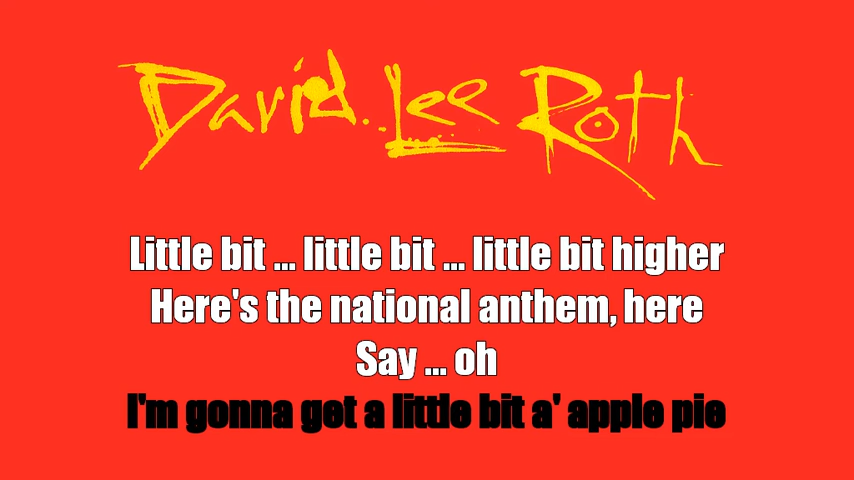 David Lee Roth
Little bit ... little bit ... little bit higher
Here's the national anthem, here
Say ... oh
I'm gonna get a little bit a' apple pie